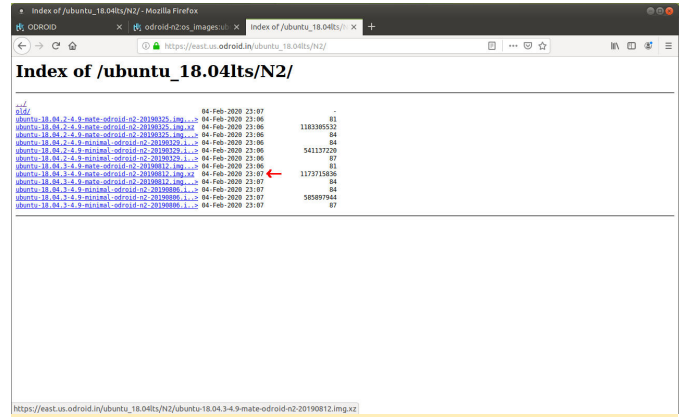 Index of /ubuntu_18.04lts/N2/ - Mozilla Firefox
ODROID
odroid-n2:os_images:ub
Index of /ubuntu_18.04lts/N
https://east.us.odroid.in/ubuntu_18.04lts/N2/
Index of /ubuntu_18.04lts/N2/
../
old/ 04-Feb-2020 23:07 -
ubuntu-18.04.2-4.9-mate-odroid-n2-20190325.img...> 04-Feb-2020 23:06 81
ubuntu-18.04.2-4.9-mate-odroid-n2-20190325.img.xz 04-Feb-2020 23:06 1183305532
ubuntu-18.04.2-4.9-mate-odroid-n2-20190325.img...> 04-Feb-2020 23:06 84
ubuntu-18.04.2-4.9-minimal-odroid-n2-20190329.i..> 04-Feb-2020 23:06 84
ubuntu-18.04.2-4.9-minimal-odroid-n2-20190329.i..> 04-Feb-2020 23:06 541137220
ubuntu-18.04.2-4.9-minimal-odroid-n2-20190329.i..> 04-Feb-2020 23:06 87
ubuntu-18.04.3-4.9-mate-odroid-n2-20190812.img...> 04-Feb-2020 23:06 81
ubuntu-18.04.3-4.9-mate-odroid-n2-20190812.img.xz 04-Feb-2020 23:07 1173715836
ubuntu-18.04.3-4.9-mate-odroid-n2-20190812.img...> 04-Feb-2020 23:07 84
ubuntu-18.04.3-4.9-minimal-odroid-n2-20190806.i..> 04-Feb-2020 23:07 84
ubuntu-18.04.3-4.9-minimal-odroid-n2-20190806.i..> 04-Feb-2020 23:07 585897944
ubuntu-18.04.3-4.9-minimal-odroid-n2-20190806.i..> 04-Feb-2020 23:07 87
https://east.us.odroid.in/ubuntu_18.04lts/N2/ubuntu-18.04.3-4.9-mate-odroid-n2-20190812.img.xz